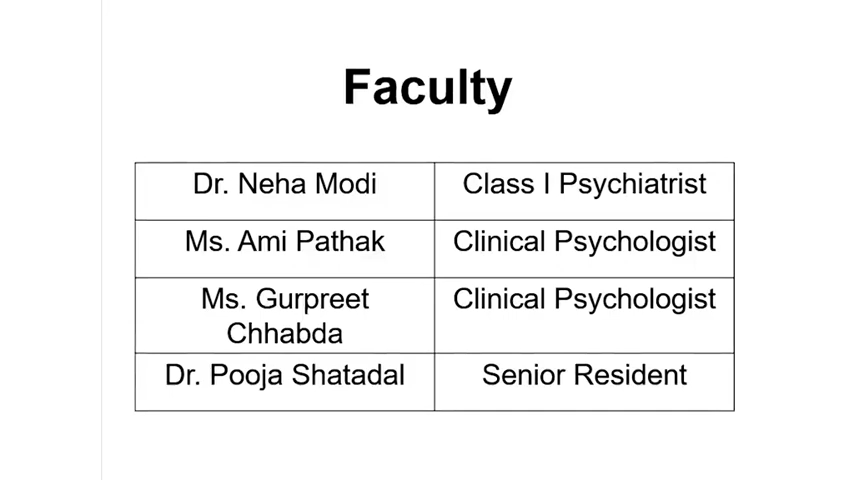 Faculty
Dr. Neha Modi Class I Psychiatrist
Ms. Ami Pathak Clinical Psychologist
Ms. Gurpreet Clinical Psychologist
Chhabda
Dr. Pooja Shatadal Senior Resident